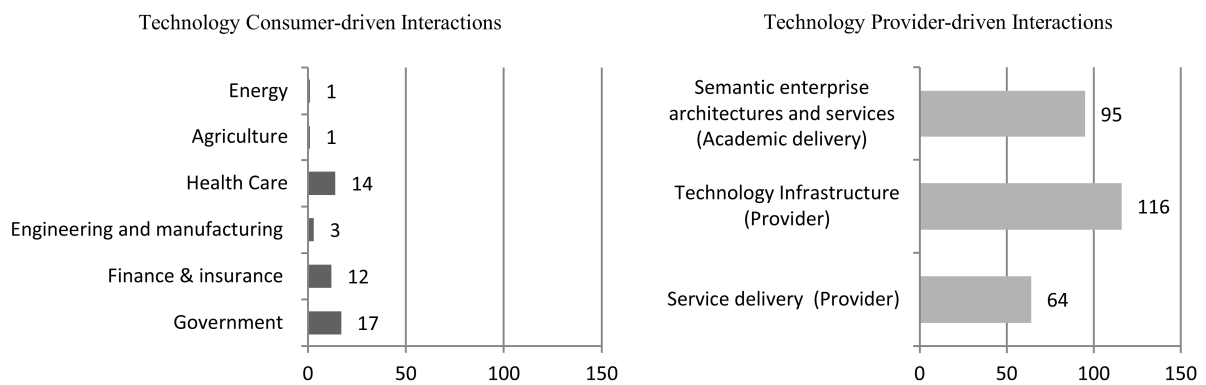 Technology Consumer-driven Interactions
Energy
1
Agriculture
1
Health Care
14
Engineering and manufacturing
3
Finance & insurance
12
Government
17
0
50
100
150
Technology Provider-driven Interactions
Semantic enterprise
architectures and services
(Academic delivery)
95
Technology Infrastructure
(Provider)
116
Service delivery (Provider)
64
0
50
100
150